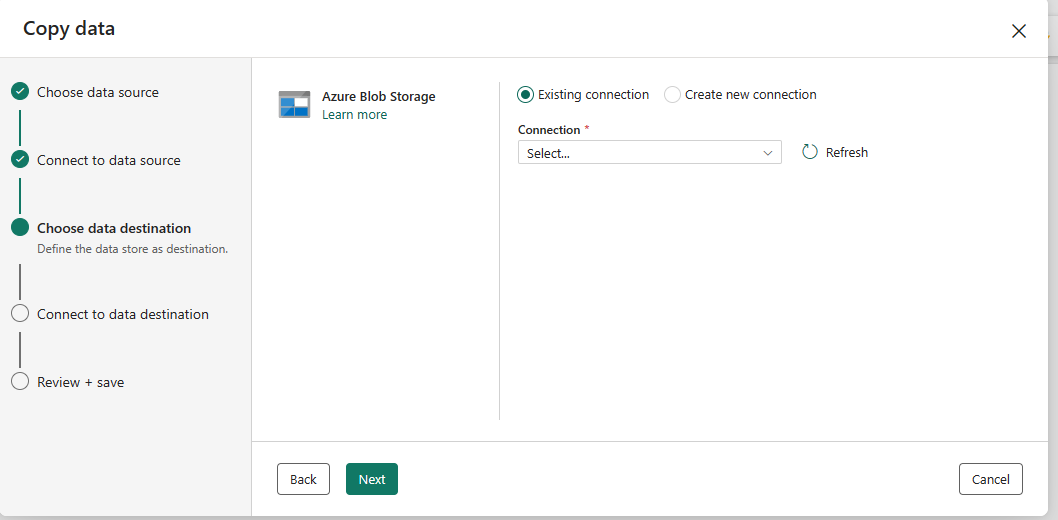 Copy data
Choose data source
Connect to data source
Choose data destination
Define the data store as destination.
Connect to data destination
Review + save
Azure Blob Storage
Learn more
Existing connection
Create new connection
Connection *
Select...
Refresh
Back
Next
Cancel